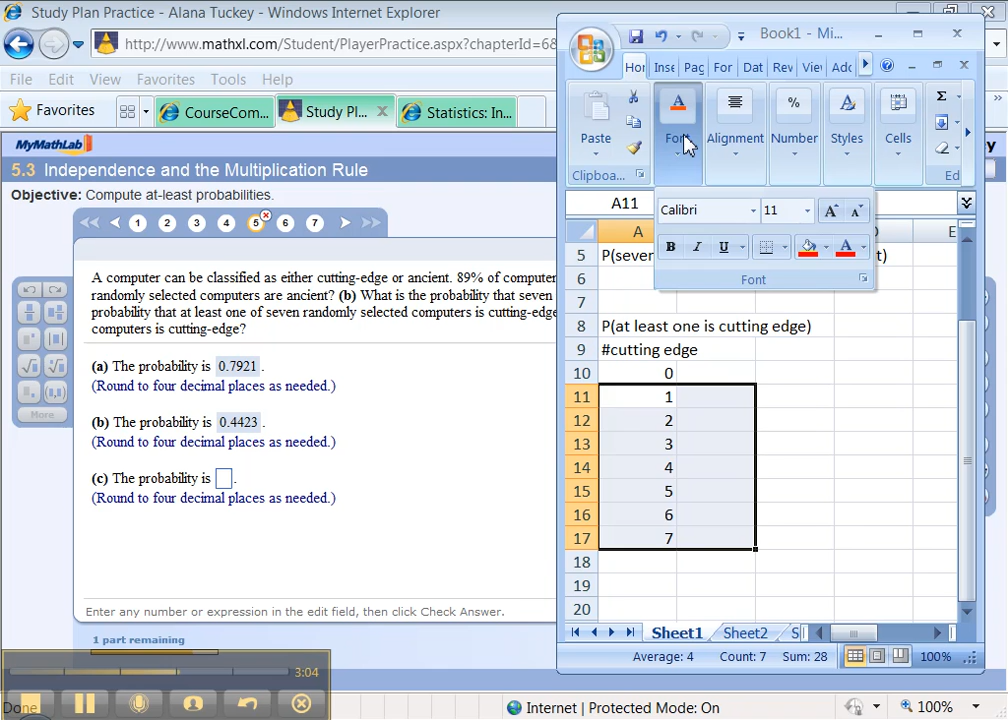 Study Plan Practice - Alana Tuckey - Windows Internet Explorer
http://www.mathxl.com/Student/PlayerPractice.aspx?chapterId=6&
File Edit View Favorites Tools Help
Favorites
CourseCom...
Study Pl...
Statistics: In...
MyMathLab
5.3 Independence and the Multiplication Rule
Objective: Compute at-least probabilities.
1 2 3 4 5 6 7
A computer can be classified as either cutting-edge or ancient. 89% of computer
randomly selected computers are ancient? (b) What is the probability that seven
probability that at least one of seven randomly selected computers is cutting-edge
computers is cutting-edge?
(a) The probability is 0.7921.
(Round to four decimal places as needed.)
(b) The probability is 0.4423.
(Round to four decimal places as needed.)
(c) The probability is .
(Round to four decimal places as needed.)
More
Enter any number or expression in the edit field, then click Check Answer.
1 part remaining
3:04
Done
Internet | Protected Mode: On
100%
Book1 - Mi...
Hor Inse Pag For Dat Rev Viev Adc
Paste
Font
Alignment
Number
Styles
Cells
Clipboa...
Ed
A11
Calibri 11
B I U A
Font
A D E
5 P(seven t)
6
7
8 P(at least one is cutting edge)
9 #cutting edge
10 0
11 1
12 2
13 3
14 4
15 5
16 6
17 7
18
19
20
Sheet1 Sheet2 S
Average: 4 Count: 7 Sum: 28 100%